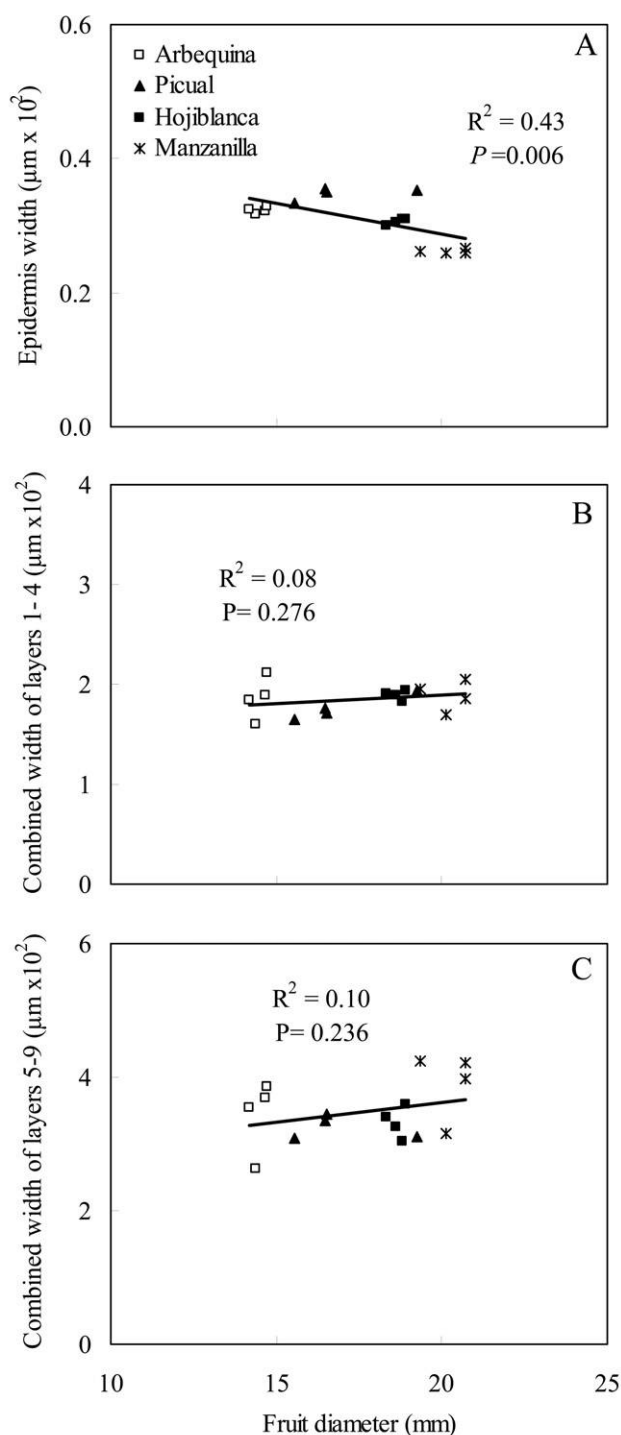 A
□ Arbequina
▲ Picual
■ Hojiblanca
Manzanilla
R² = 0.43
P =0.006
Epidermis width (μm x 10²)
0.6
0.4
0.2
0.0
B
R² = 0.08
P= 0.276
Combined width of layers 1- 4 (μm x10²)
4
3
2
1
0
C
R² = 0.10
P= 0.236
Combined width of layers 5-9 (μm x10²)
6
4
2
0
10 15 20 25
Fruit diameter (mm)